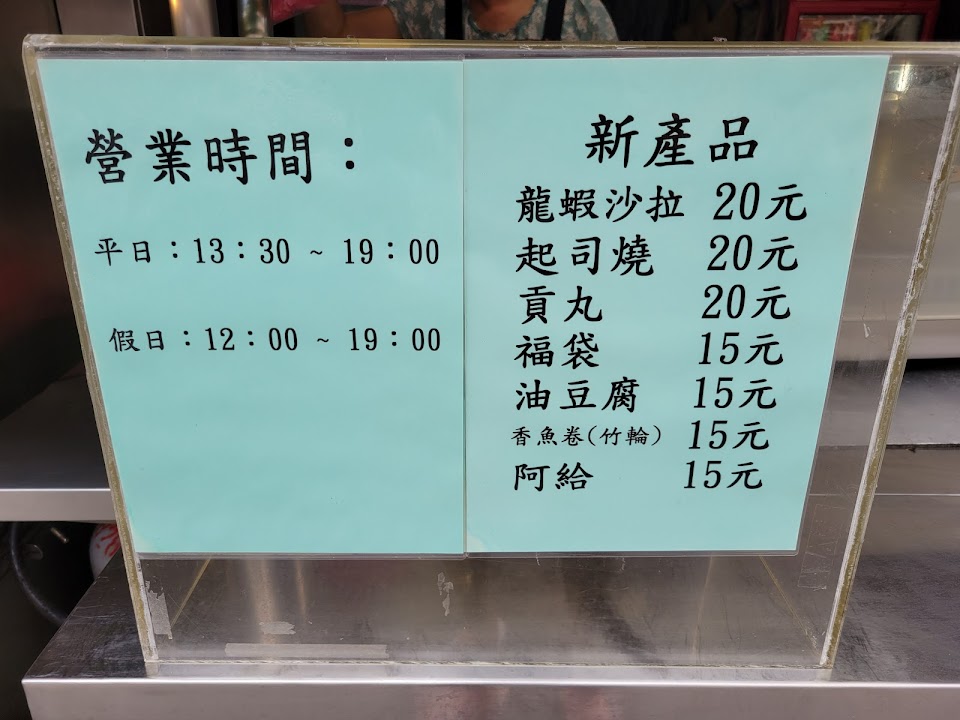 營業時間：
平日：13：30 ~ 19：00
假日：12：00 ~ 19：00
新產品
龍蝦沙拉 20元
起司燒 20元
貢丸 20元
福袋 15元
油豆腐 15元
香魚卷(竹輪) 15元
阿給 15元